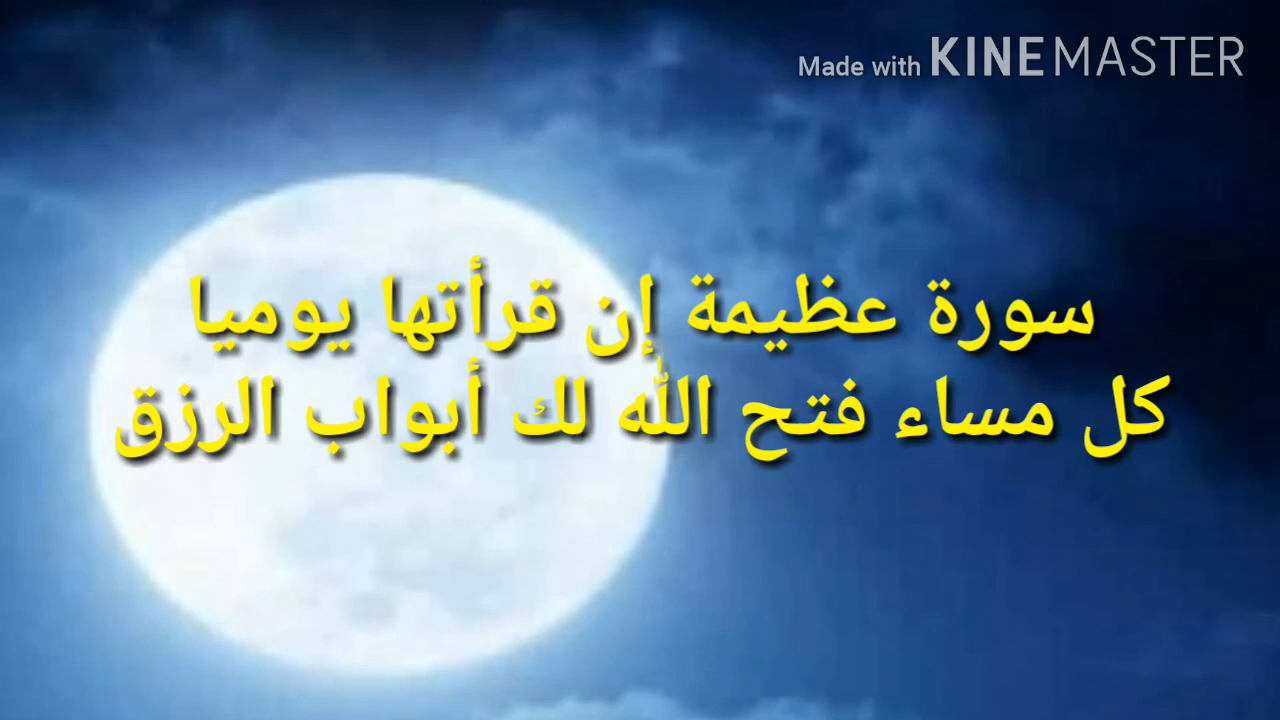 Made with KINEMASTER
سورة عظيمة إن قرأتها يوميا
كل مساء فتح الله لك أبواب الرزق